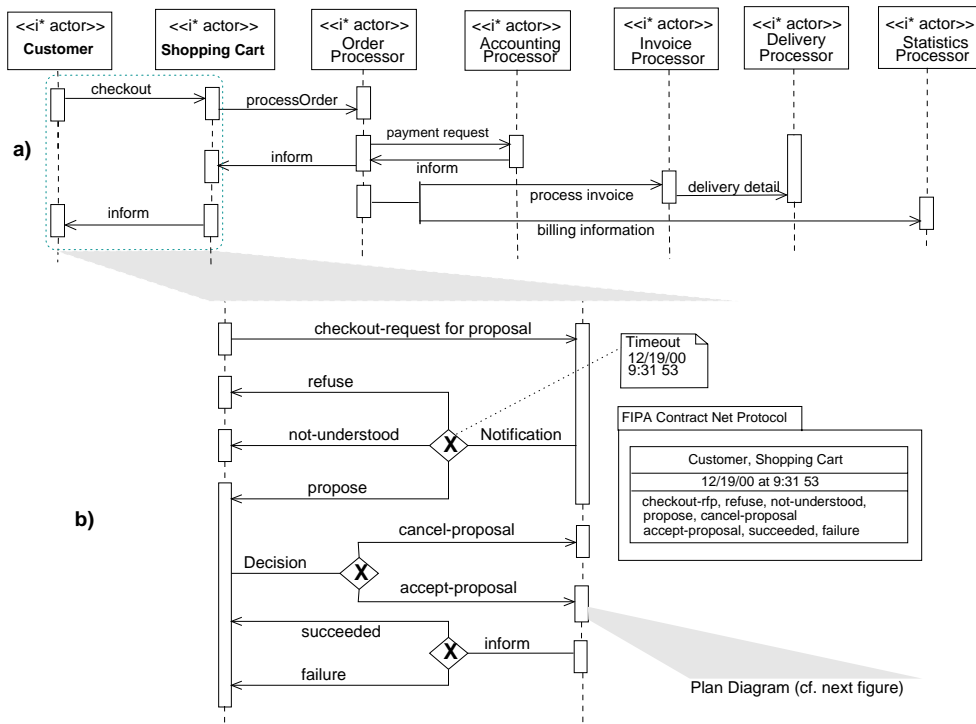 <<i* actor>>
Customer
<<i* actor>>
Shopping Cart
<<i* actor>>
Order
Processor
<<i* actor>>
Accounting
Processor
<<i* actor>>
Invoice
Processor
<<i* actor>>
Delivery
Processor
<<i* actor>>
Statistics
Processor
checkout
processOrder
a)
payment request
inform
inform
process invoice
delivery detail
inform
billing information
checkout-request for proposal
Timeout
12/19/00
9:31 53
refuse
FIPA Contract Net Protocol
not-understood
X
Notification
Customer, Shopping Cart
12/19/00 at 9:31 53
checkout-rfp, refuse, not-understood,
propose, cancel-proposal
accept-proposal, succeeded, failure
propose
b)
cancel-proposal
Decision
X
accept-proposal
succeeded
X
inform
failure
Plan Diagram (cf. next figure)